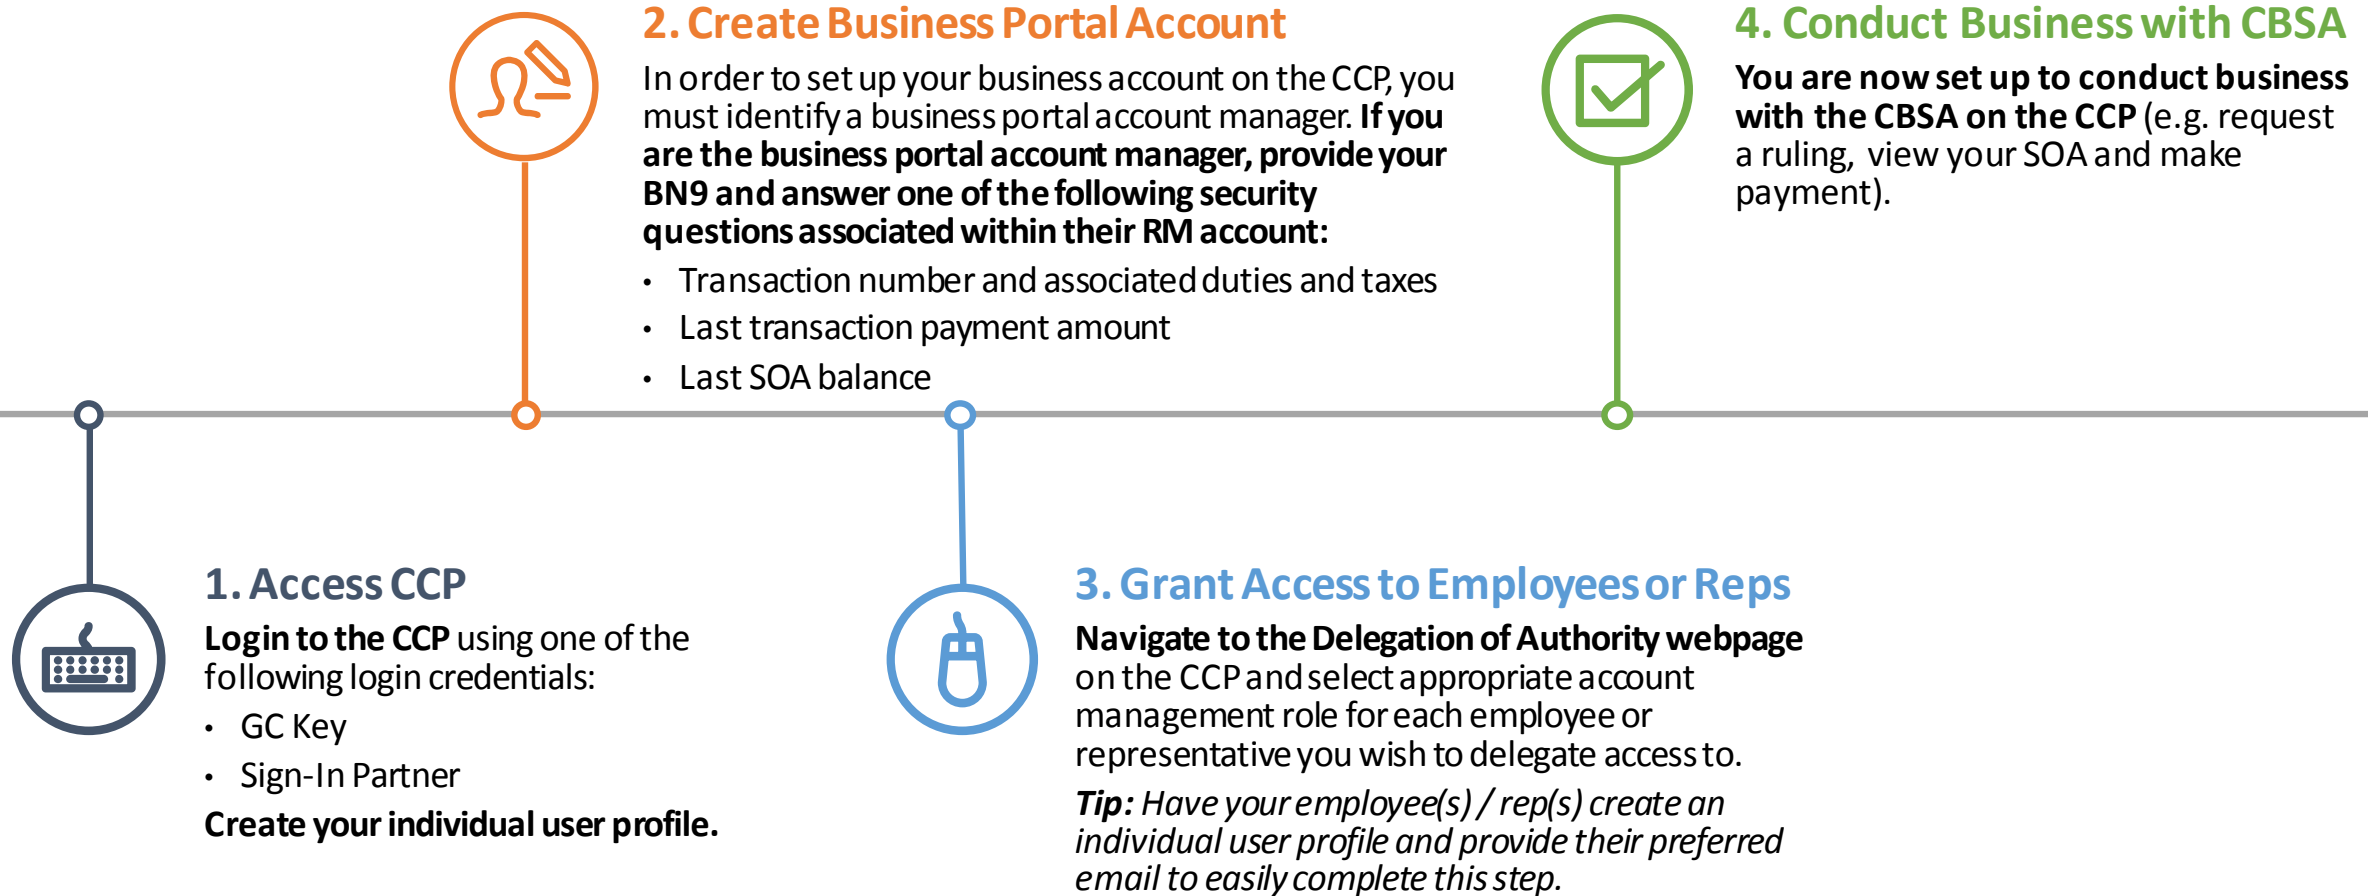 1. Access CCP
Login to the CCP using one of the
following login credentials:
• GC Key
• Sign-In Partner
Create your individual user profile.
2. Create Business Portal Account
In order to set up your business account on the CCP, you
must identify a business portal account manager. If you
are the business portal account manager, provide your
BN9 and answer one of the following security
questions associated within their RM account:
• Transaction number and associated duties and taxes
• Last transaction payment amount
• Last SOA balance
3. Grant Access to Employees or Reps
Navigate to the Delegation of Authority webpage
on the CCP and select appropriate account
management role for each employee or
representative you wish to delegate access to.
Tip: Have your employee(s) / rep(s) create an
individual user profile and provide their preferred
email to easily complete this step.
4. Conduct Business with CBSA
You are now set up to conduct business
with the CBSA on the CCP (e.g. request
a ruling, view your SOA and make
payment).